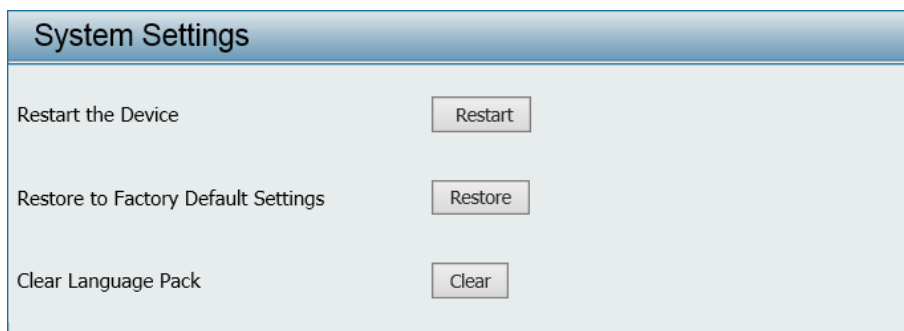 System Settings
Restart the Device Restart
Restore to Factory Default Settings Restore
Clear Language Pack Clear